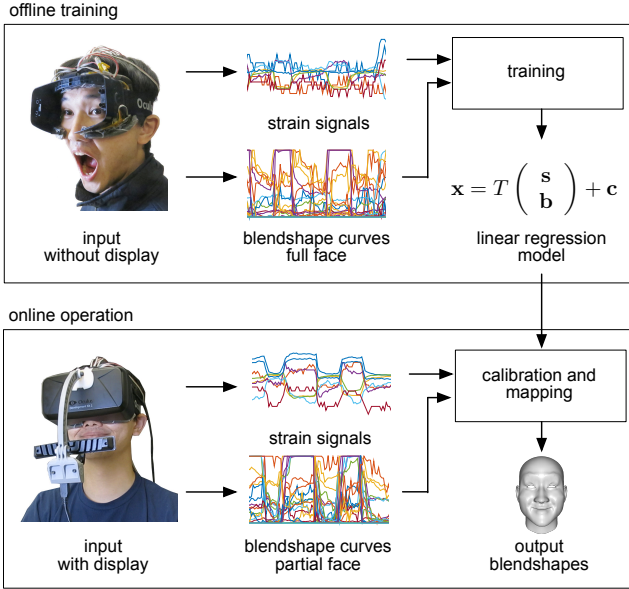 offline training
training
strain signals
x = T ( s b ) + c
input
without display
blendshape curves
full face
linear regression
model
online operation
calibration and
mapping
strain signals
input
with display
blendshape curves
partial face
output
blendshapes